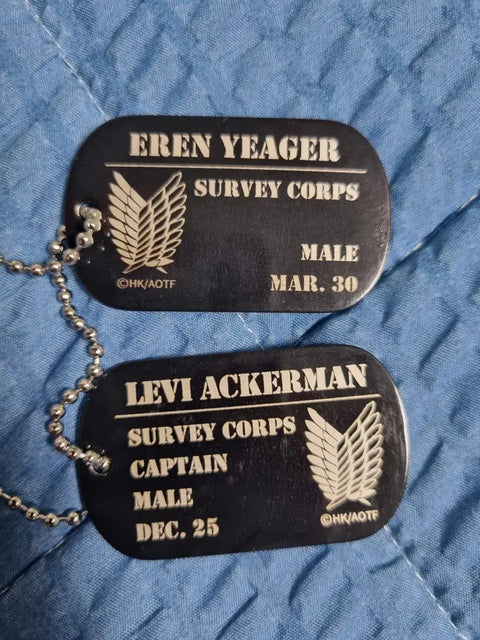 EREN YEAGER
SURVEY CORPS
MALE
MAR. 30
©HK/AOTF
LEVI ACKERMAN
SURVEY CORPS
CAPTAIN
MALE
DEC. 25
©HK/AOTF